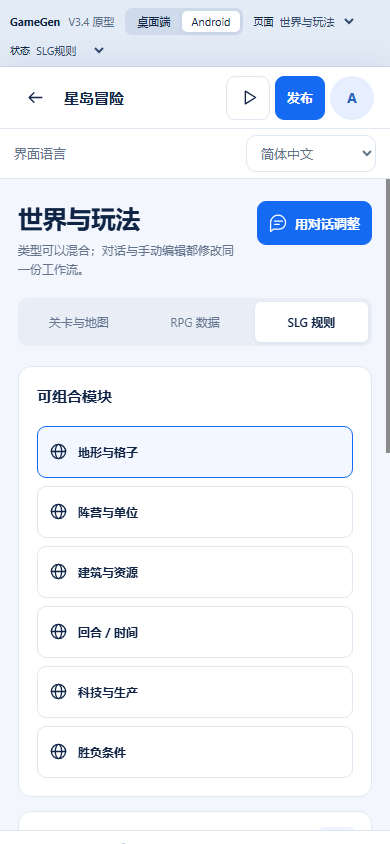 GameGen V3.4 原型 桌面端 Android 页面 世界与玩法
状态 SLG规则
星岛冒险 发布 A
界面语言 简体中文
世界与玩法
用对话调整
类型可以混合；对话与手动编辑都修改同
一份工作流。
关卡与地图 RPG 数据 SLG 规则
可组合模块
地形与格子
阵营与单位
建筑与资源
回合 / 时间
科技与生产
胜负条件